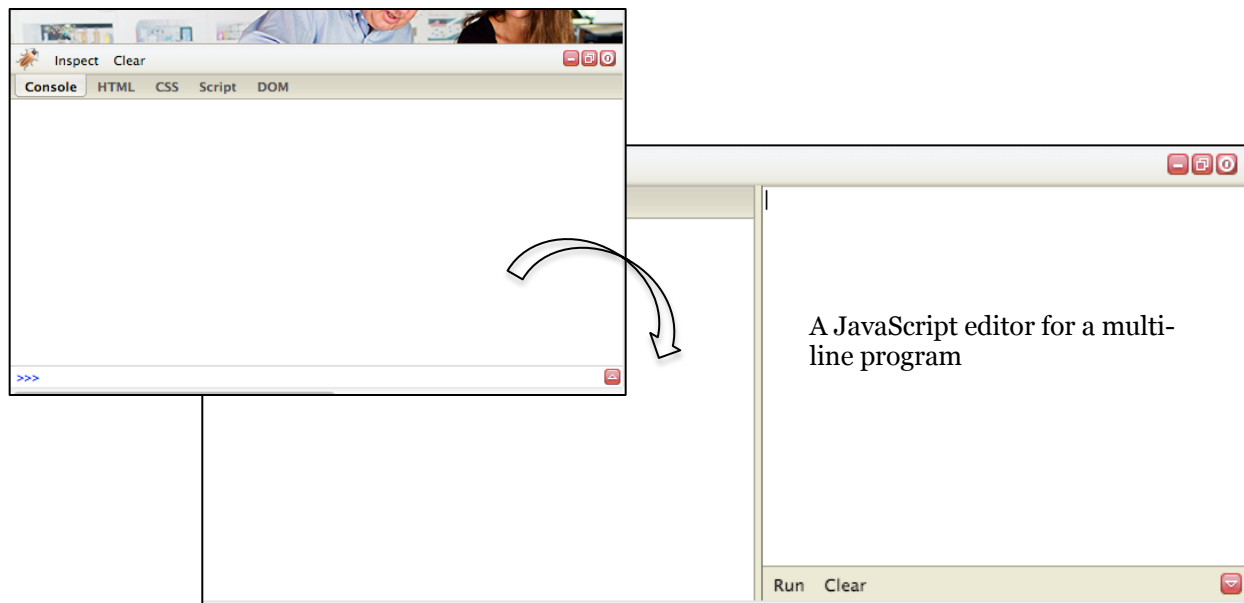 Inspect Clear
Console HTML CSS Script DOM
>>>
A JavaScript editor for a multi-
line program
Run Clear